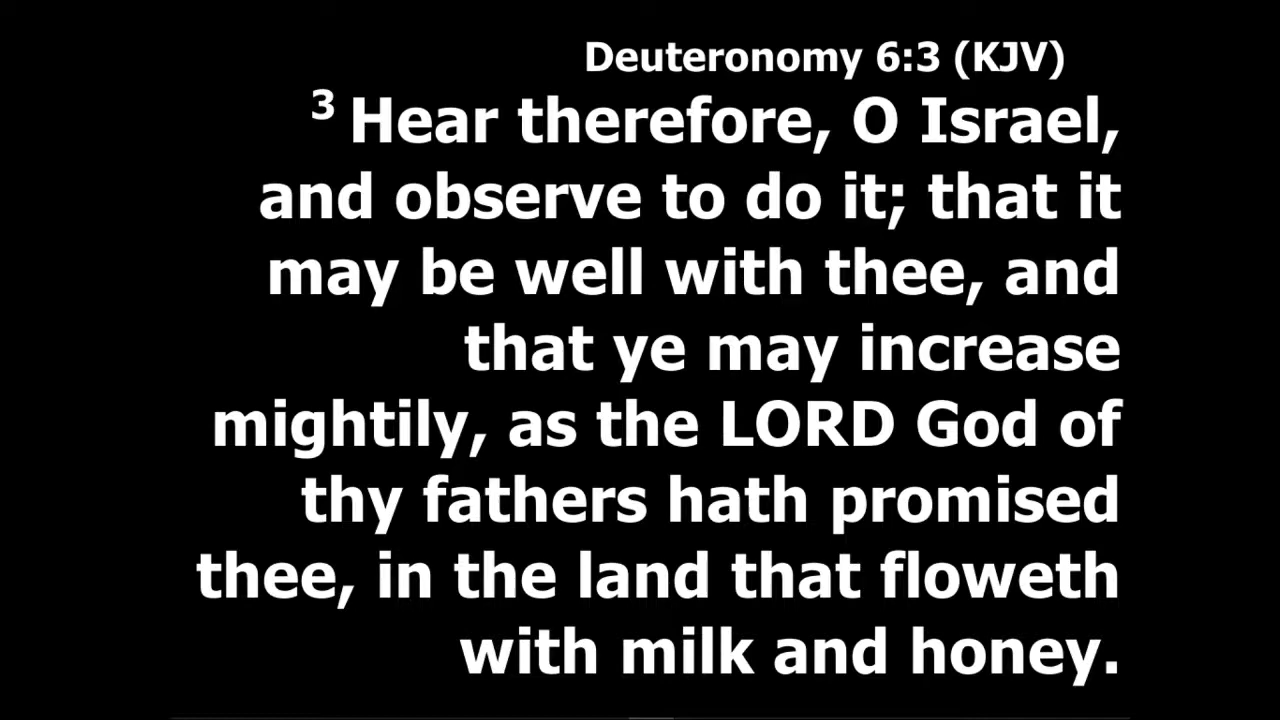 Deuteronomy 6:3 (KJV)
3 Hear therefore, O Israel,
and observe to do it; that it
may be well with thee, and
that ye may increase
mightily, as the LORD God of
thy fathers hath promised
thee, in the land that floweth
with milk and honey.